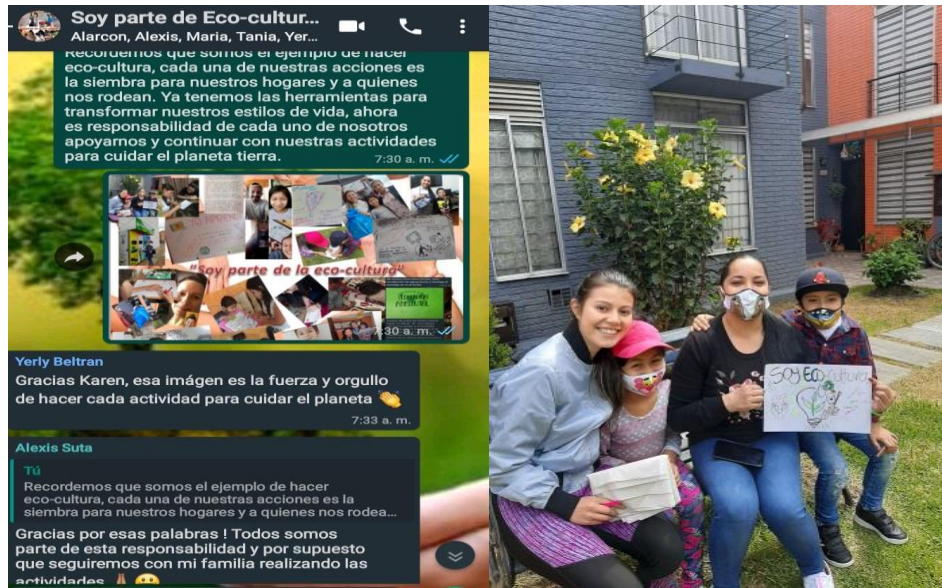 Soy parte de Eco-cultur...
Alarcon, Alexis, Maria, Tania, Yer...
Recordemos que somos el ejemplo de hacer
eco-cultura, cada una de nuestras acciones es
la siembra para nuestros hogares y a quienes
nos rodean. Ya tenemos las herramientas para
transformar nuestros estilos de vida, ahora
es responsabilidad de cada uno de nosotros
apoyarnos y continuar con nuestras actividades
para cuidar el planeta tierra.
7:30 a. m.
"Soy parte de la eco-cultura"
7:30 a. m.
Yerly Beltran
Gracias Karen, esa imágen es la fuerza y orgullo
de hacer cada actividad para cuidar el planeta 👏
7:33 a. m.
Alexis Suta
Tú
Recordemos que somos el ejemplo de hacer
eco-cultura, cada una de nuestras acciones es la
siembra para nuestros hogares y a quienes nos rodea...
Gracias por esas palabras ! Todos somos
parte de esta responsabilidad y por supuesto
que seguiremos con mi familia realizando las
actividades
SOY ECO-cultura